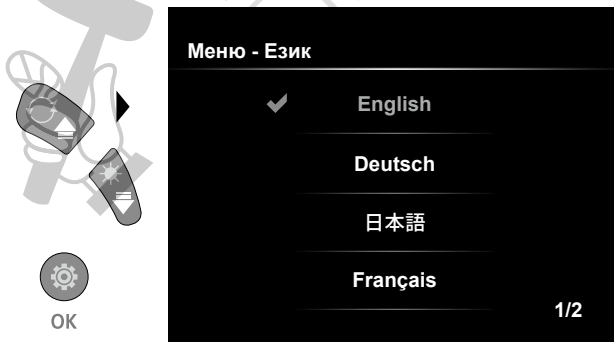 Меню - Език
English
Deutsch
日本語
Français
1/2
OK